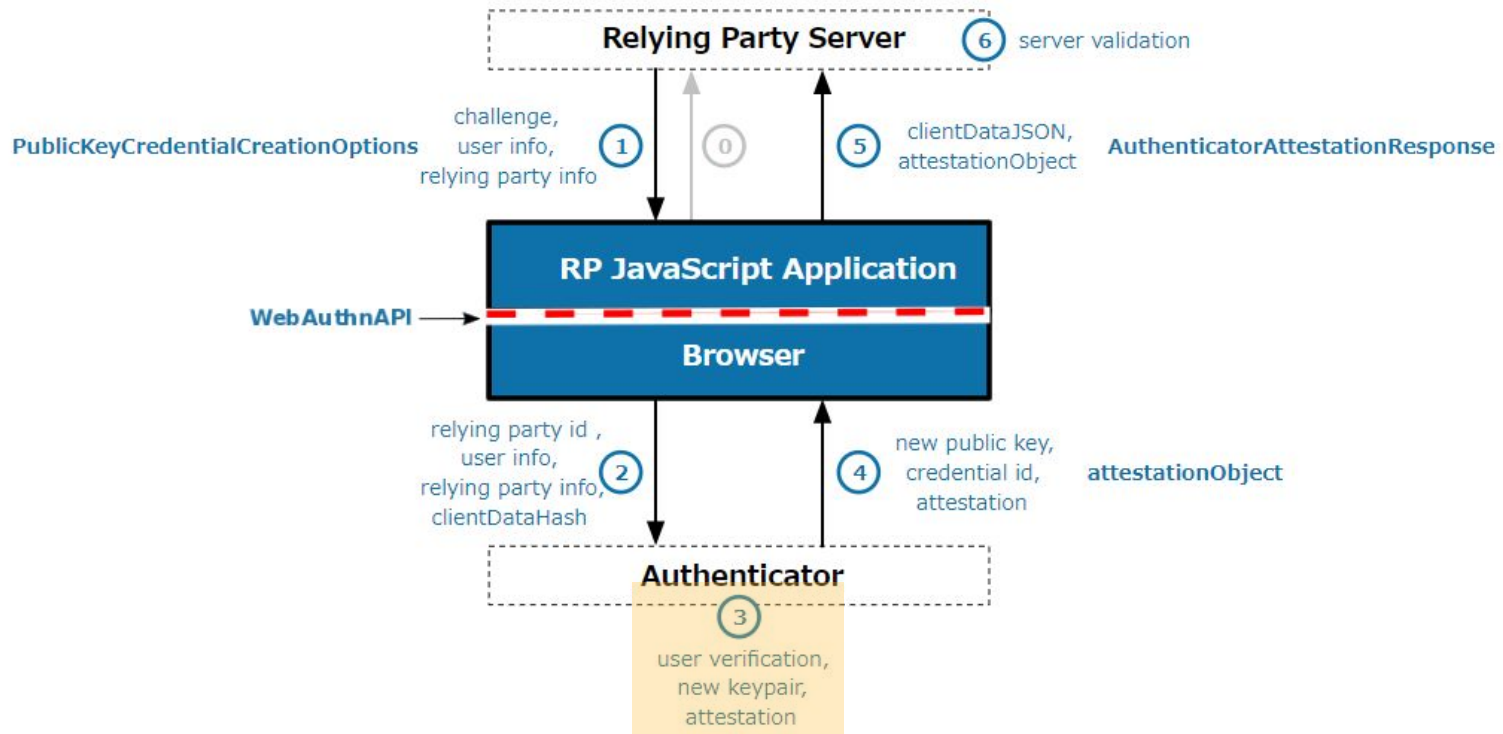 Relying Party Server
6
server validation
PublicKeyCredentialCreationOptions
challenge,
user info,
relying party info
1
0
5
clientDataJSON,
attestationObject
AuthenticatorAttestationResponse
RP JavaScript Application
WebAuthnAPI
Browser
relying party id ,
user info,
relying party info,
clientDataHash
2
4
new public key,
credential id,
attestation
attestationObject
Authenticator
3
user verification,
new keypair,
attestation